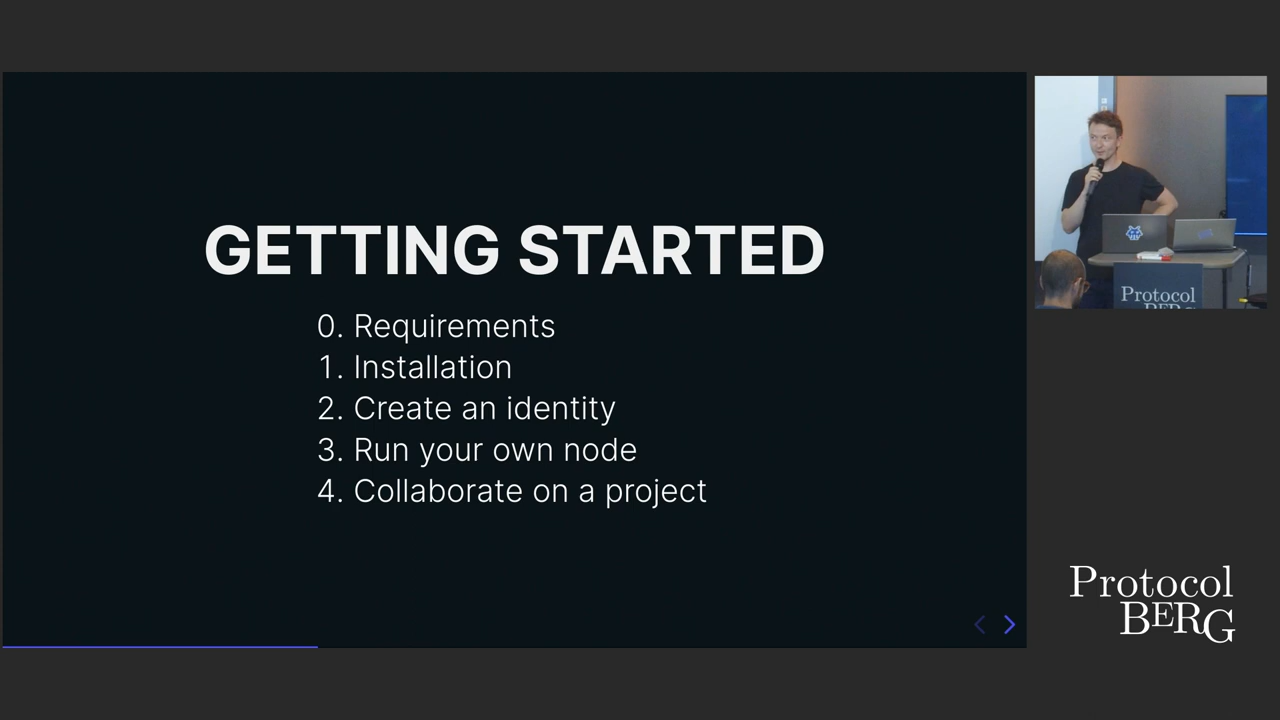 GETTING STARTED
0. Requirements
1. Installation
2. Create an identity
3. Run your own node
4. Collaborate on a project
Protocol
BERG
Protocol
BERG